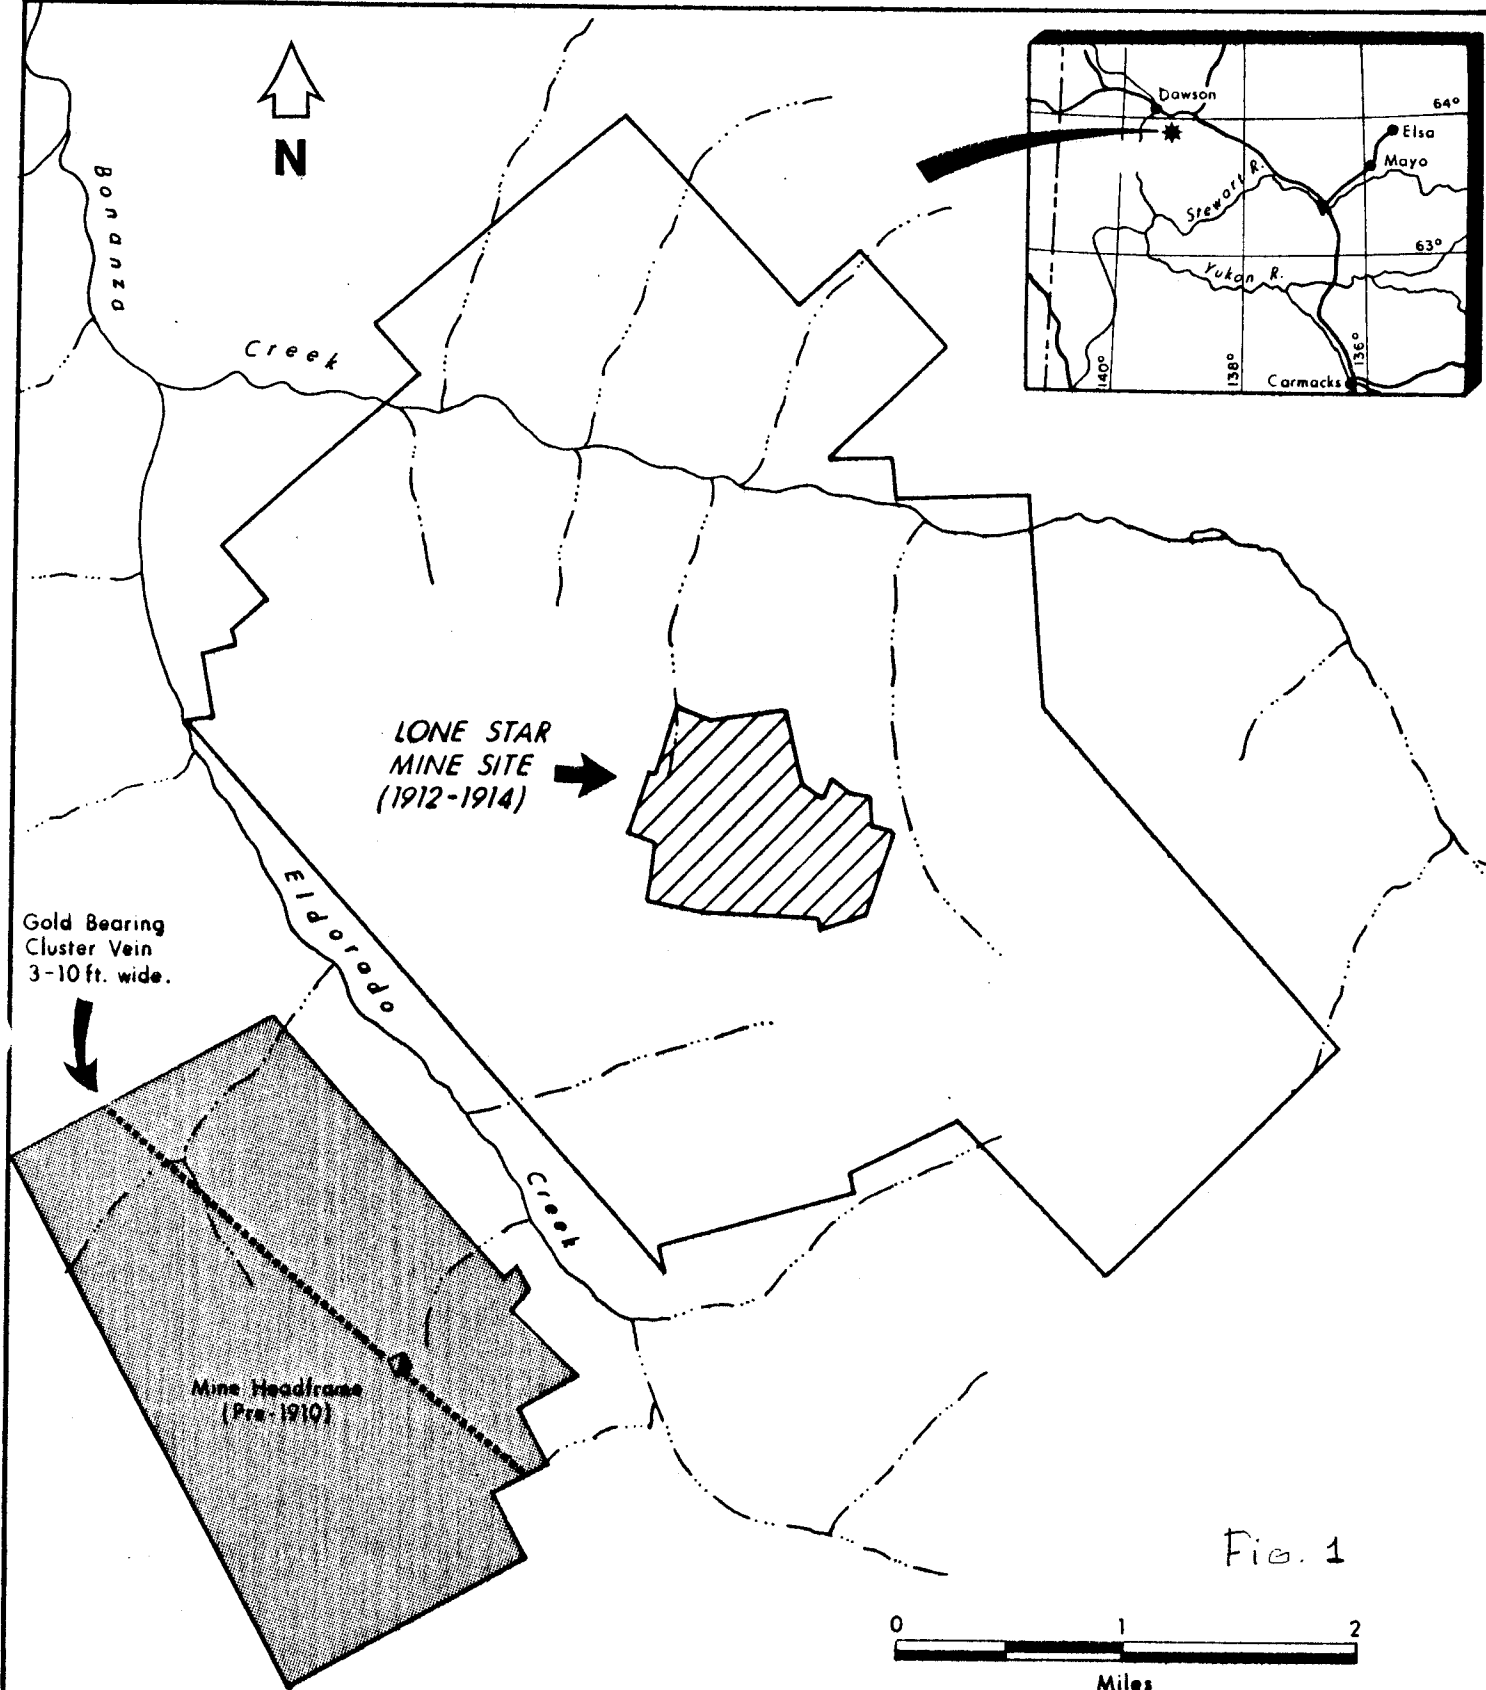 N
Bonanza
Creek
Dawson
64°
Elsa
Mayo
Stewart R.
63°
Yukon R.
140°
138°
136°
Carmacks
LONE STAR
MINE SITE
(1912-1914)
Eldorado
Creek
Gold Bearing
Cluster Vein
3-10 ft. wide.
Mine Headframe
(Pre-1910)
Fig. 1
0 1 2
Miles